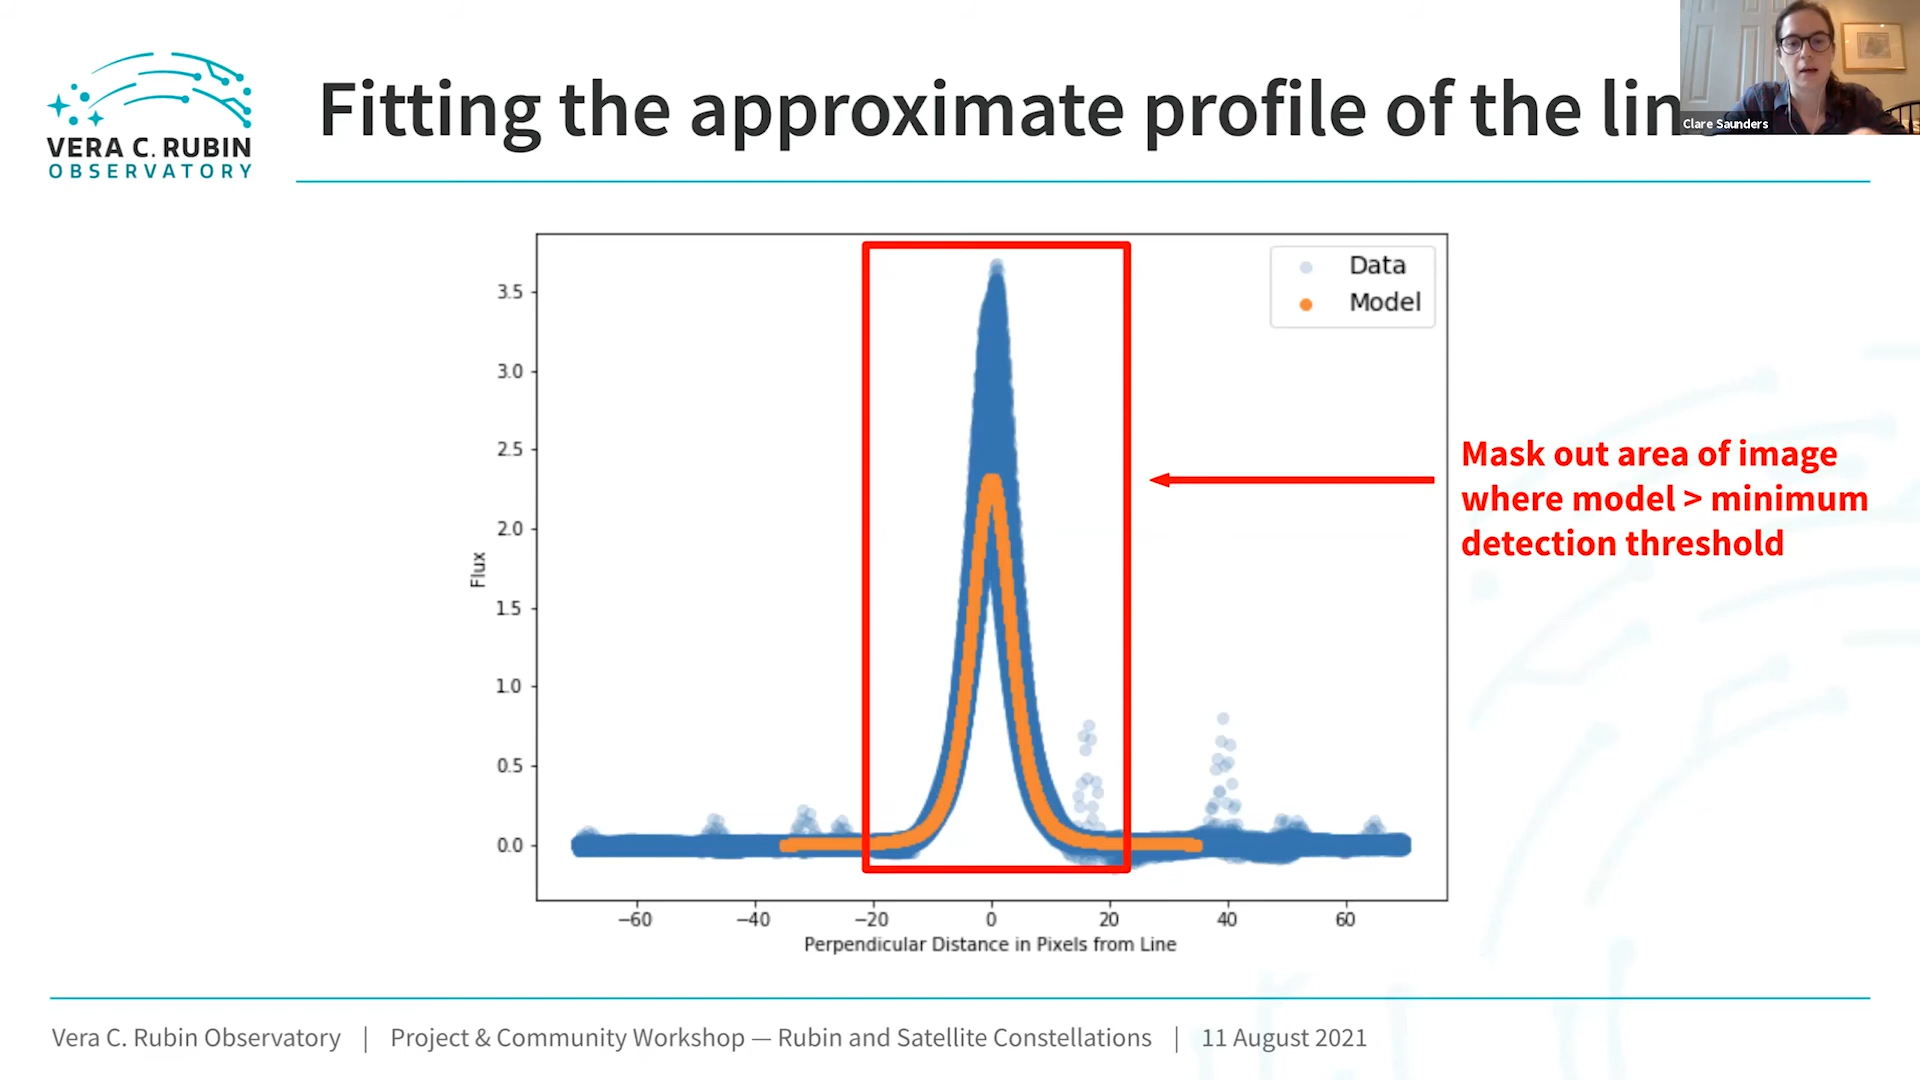 VERA C. RUBIN
OBSERVATORY
Fitting the approximate profile of the lin
Clare Saunders
Data
Model
3.5
3.0
2.5
2.0
1.5
1.0
0.5
0.0
Flux
−60 −40 −20 0 20 40 60
Perpendicular Distance in Pixels from Line
Mask out area of image
where model > minimum
detection threshold
Vera C. Rubin Observatory | Project & Community Workshop — Rubin and Satellite Constellations | 11 August 2021